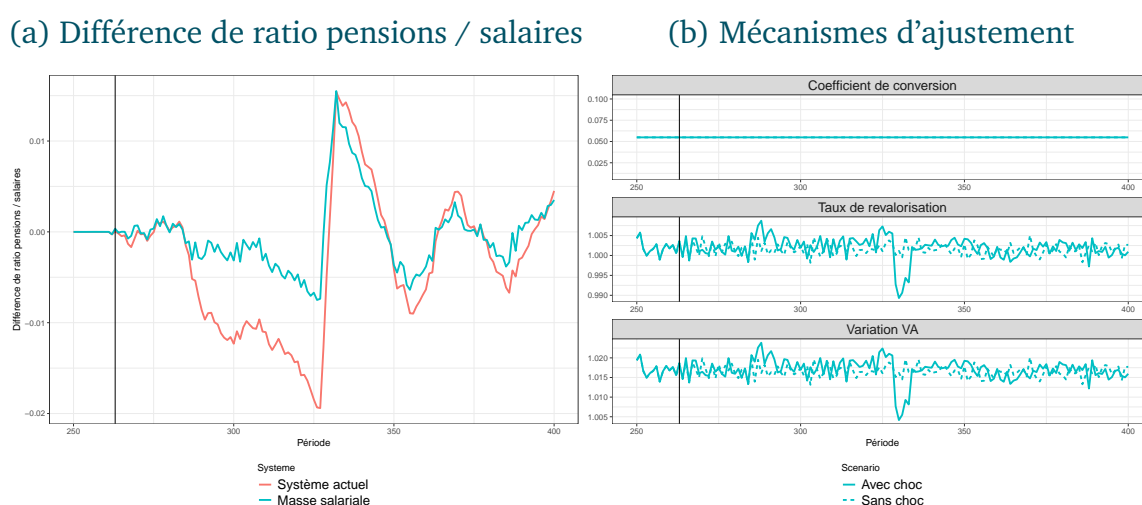 (a) Différence de ratio pensions / salaires
0.01
0.00
−0.01
−0.02
Différence de ratio pensions / salaires
250
300
350
400
Période
Systeme
Système actuel
Masse salariale
(b) Mécanismes d'ajustement
Coefficient de conversion
0.100
0.075
0.050
0.025
250
300
350
400
Taux de revalorisation
1.005
1.000
0.995
0.990
250
300
350
400
Variation VA
1.020
1.015
1.010
1.005
250
300
350
400
Période
Scenario
Avec choc
Sans choc